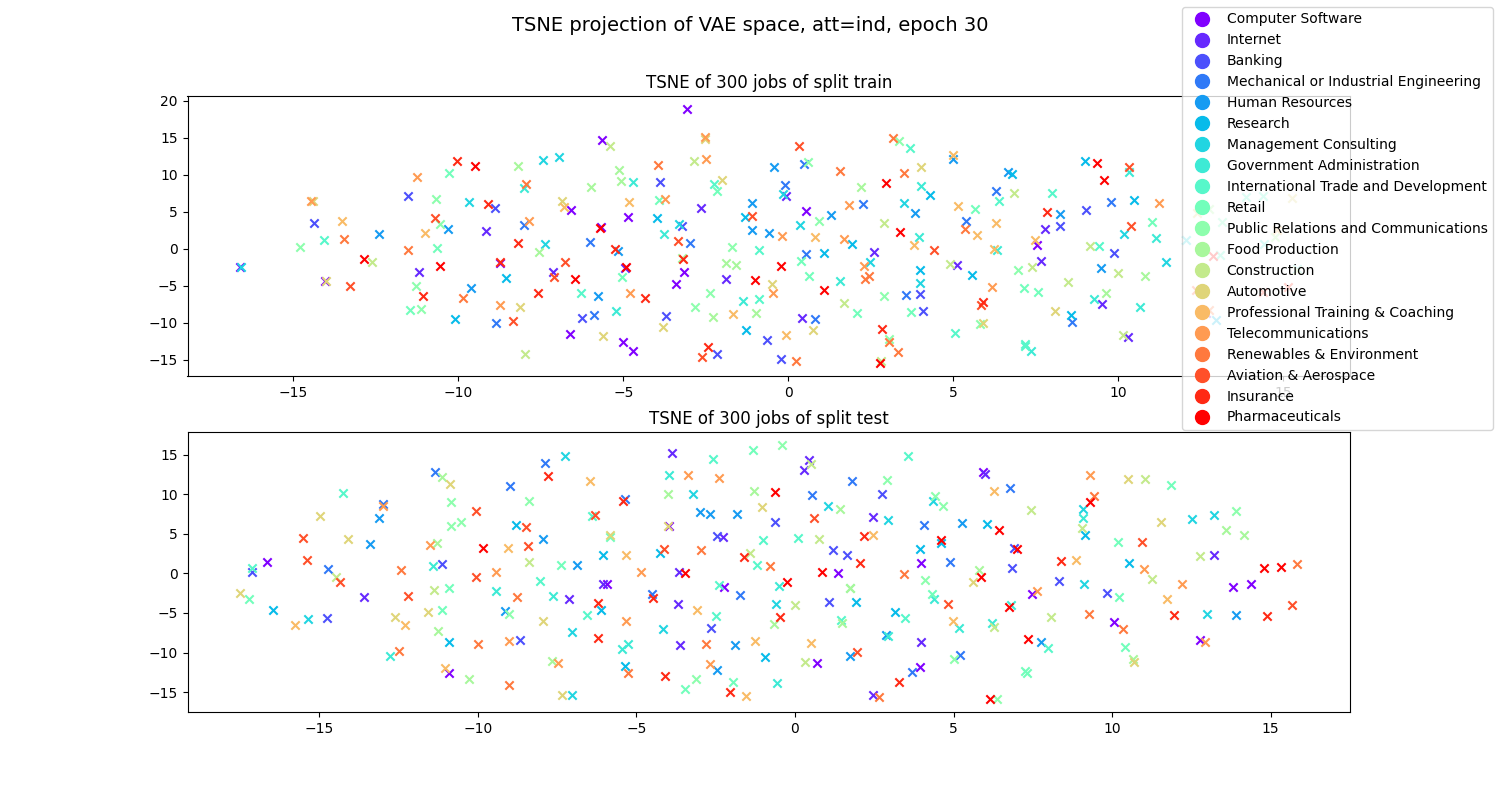 TSNE projection of VAE space, att=ind, epoch 30
TSNE of 300 jobs of split train
20
15
10
5
0
−5
−10
−15
−15
−10
−5
0
5
10
15
Computer Software
Internet
Banking
Mechanical or Industrial Engineering
Human Resources
Research
Management Consulting
Government Administration
International Trade and Development
Retail
Public Relations and Communications
Food Production
Construction
Automotive
Professional Training & Coaching
Telecommunications
Renewables & Environment
Aviation & Aerospace
Insurance
Pharmaceuticals
TSNE of 300 jobs of split test
15
10
5
0
−5
−10
−15
−15
−10
−5
0
5
10
15